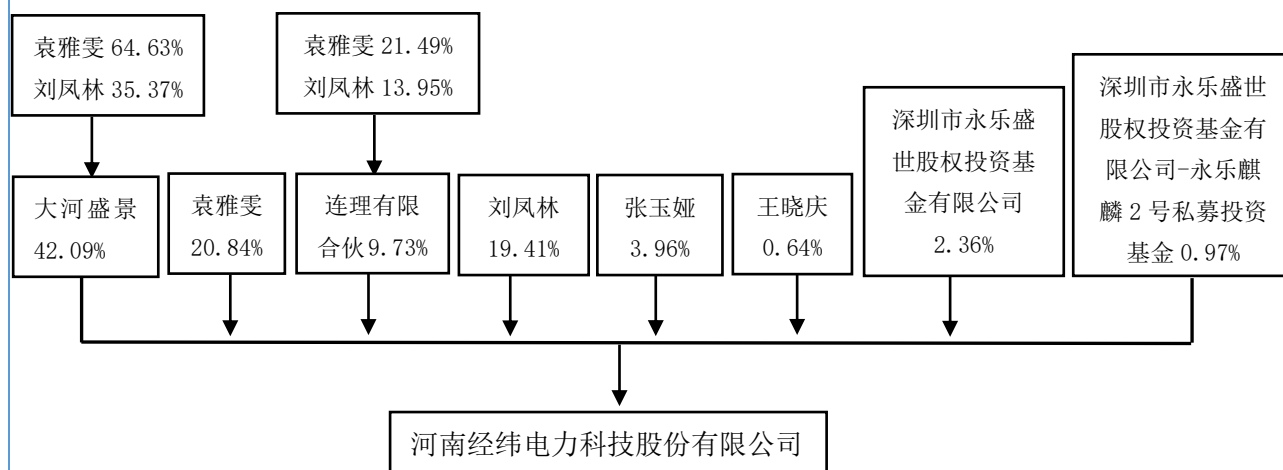 袁雅雯 64.63%
刘凤林 35.37%
袁雅雯 21.49%
刘凤林 13.95%
大河盛景
42.09%
袁雅雯
20.84%
连理有限
合伙 9.73%
刘凤林
19.41%
张玉娅
3.96%
王晓庆
0.64%
深圳市永乐盛
世股权投资基
金有限公司
2.36%
深圳市永乐盛世
股权投资基金有
限公司-永乐麒
麟 2 号私募投资
基金 0.97%
河南经纬电力科技股份有限公司